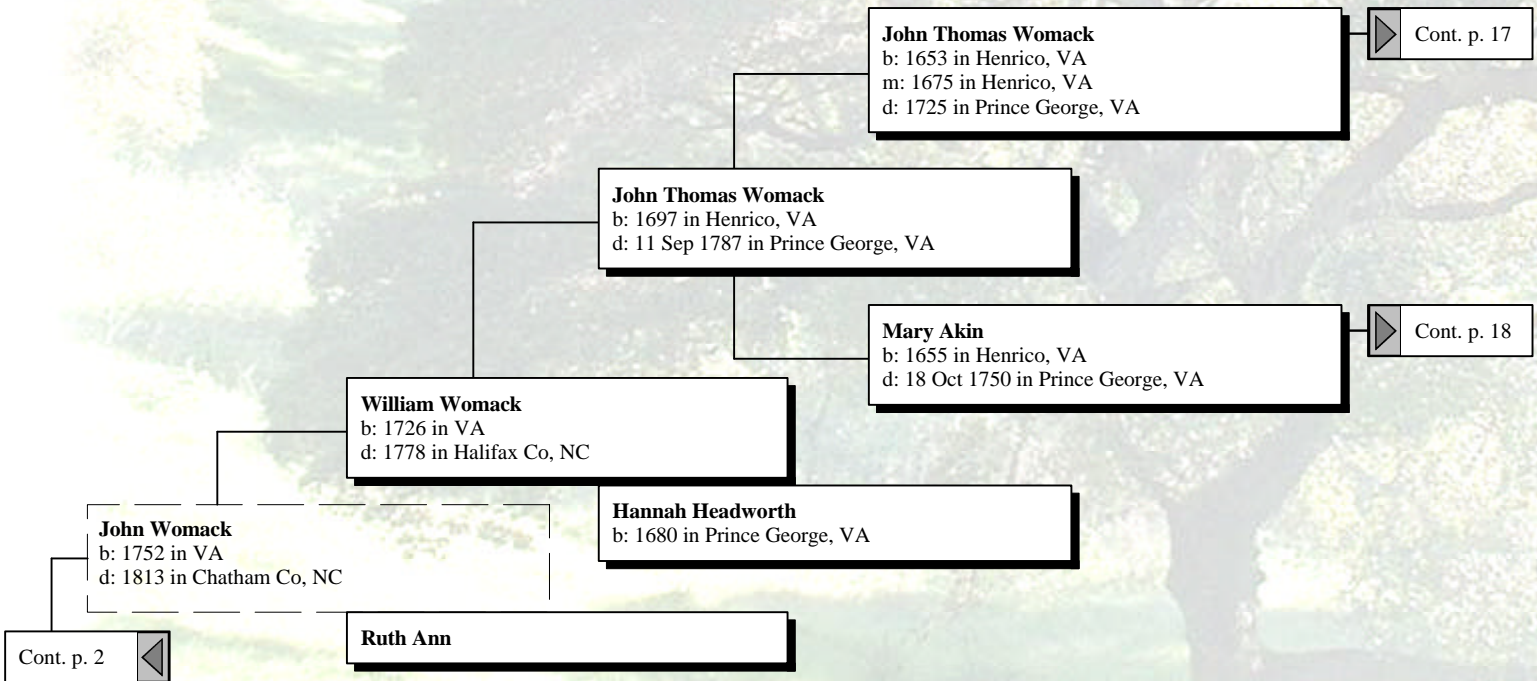 John Thomas Womack
b: 1653 in Henrico, VA
m: 1675 in Henrico, VA
d: 1725 in Prince George, VA
Cont. p. 17
John Thomas Womack
b: 1697 in Henrico, VA
d: 11 Sep 1787 in Prince George, VA
Mary Akin
b: 1655 in Henrico, VA
d: 18 Oct 1750 in Prince George, VA
Cont. p. 18
William Womack
b: 1726 in VA
d: 1778 in Halifax Co, NC
Hannah Headworth
b: 1680 in Prince George, VA
John Womack
b: 1752 in VA
d: 1813 in Chatham Co, NC
Ruth Ann
Cont. p. 2